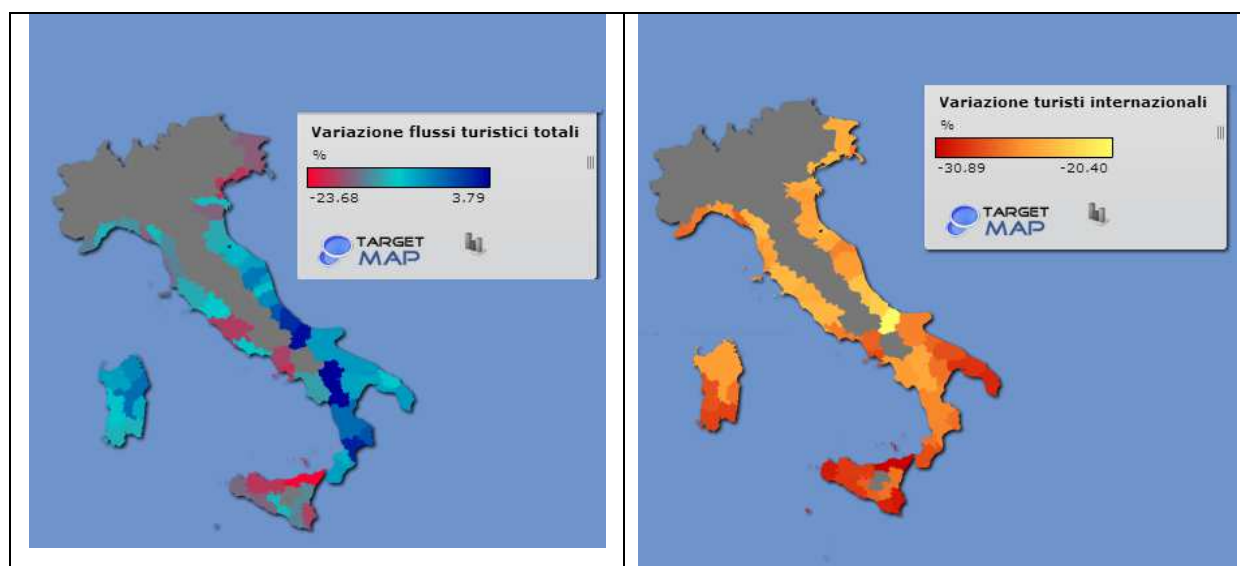 Variazione flussi turistici totali
%
-23.68 3.79
TARGET
MAP
Variazione turisti internazionali
%
-30.89 -20.40
TARGET
MAP